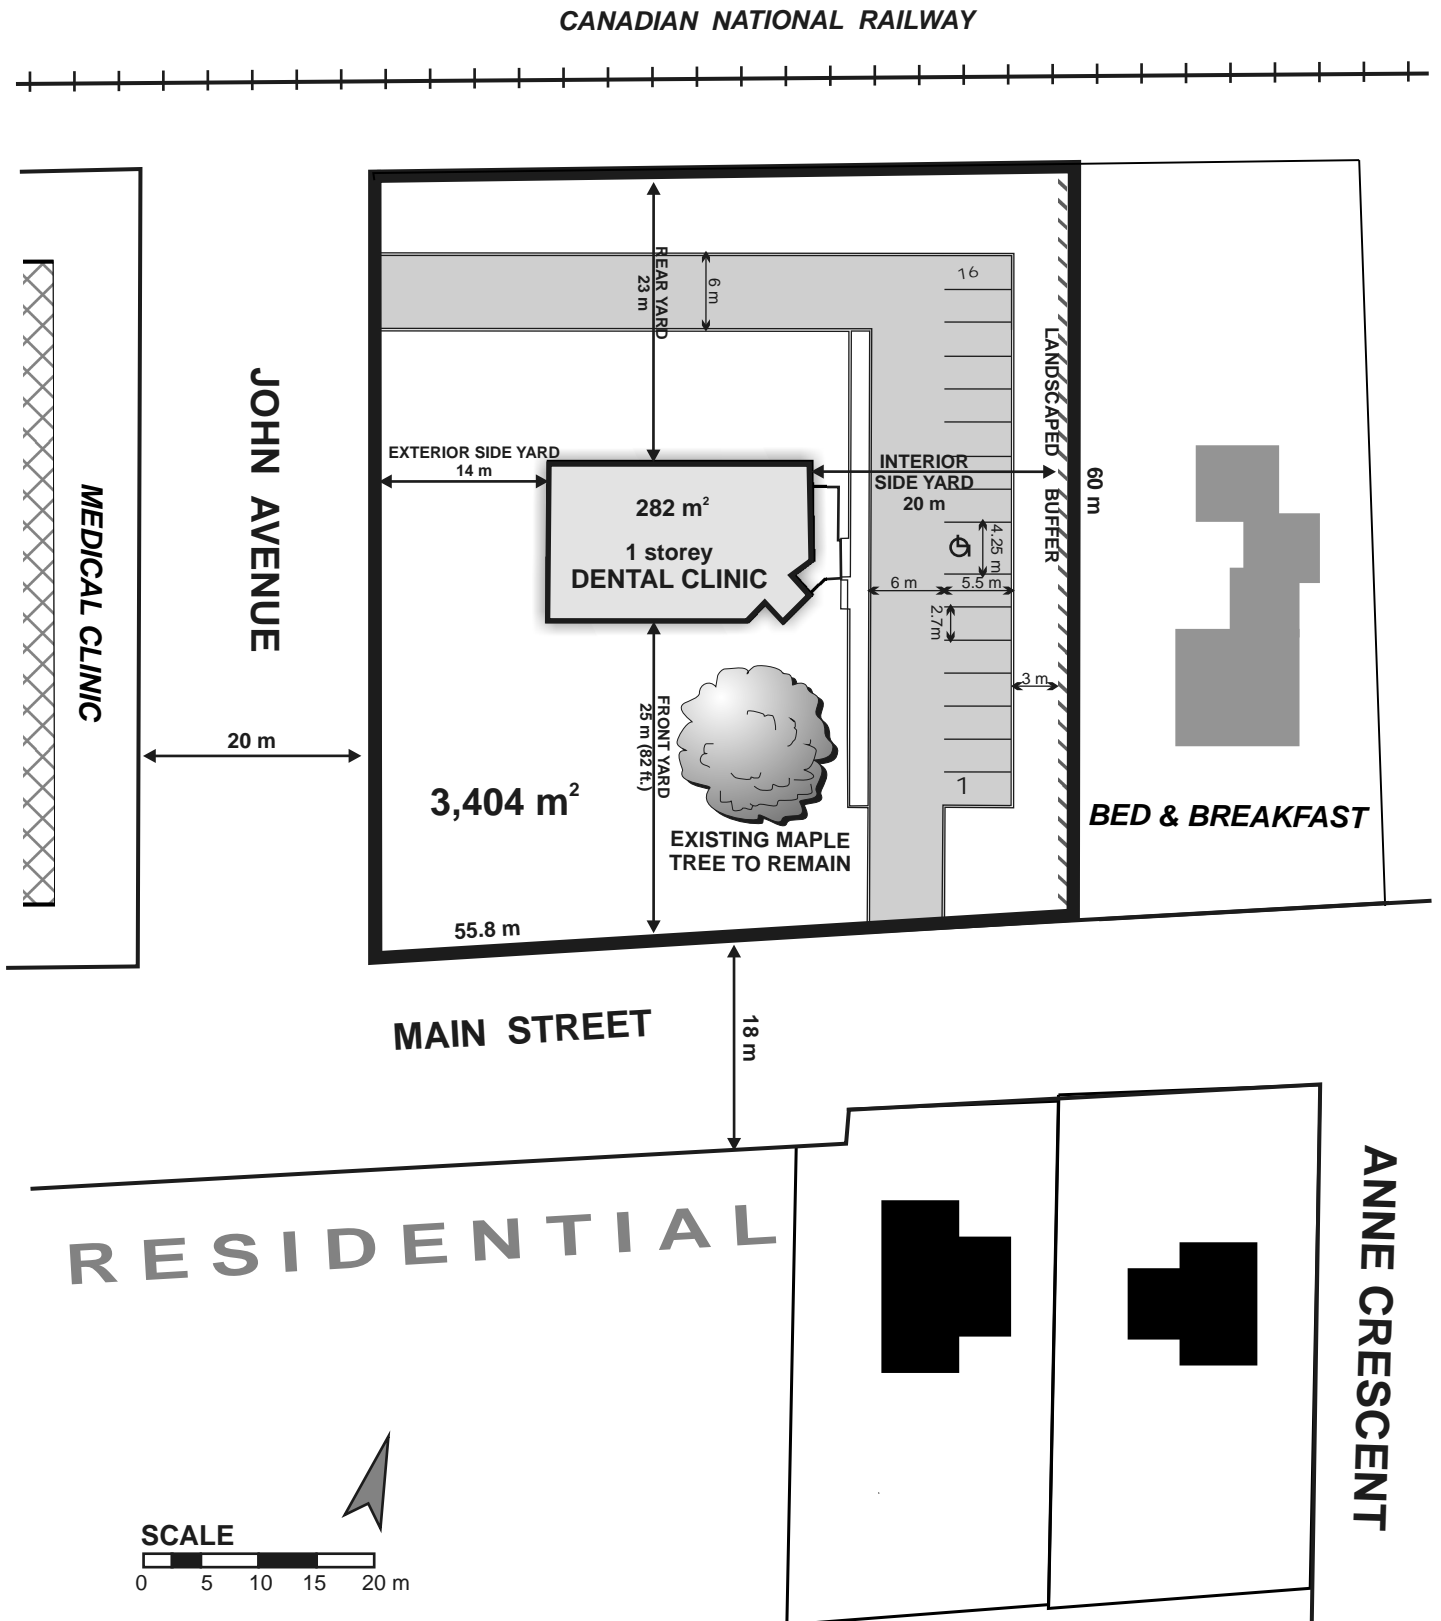 CANADIAN NATIONAL RAILWAY
REAR YARD
23 m
6 m
16
LANDSCAPED BUFFER
60 m
JOHN AVENUE
MEDICAL CLINIC
EXTERIOR SIDE YARD
14 m
INTERIOR
SIDE YARD
20 m
282 m²
1 storey
DENTAL CLINIC
4.25 m
6 m
5.5 m
2.7m
3 m
FRONT YARD
25 m (82 ft.)
20 m
3,404 m²
1
EXISTING MAPLE
TREE TO REMAIN
BED & BREAKFAST
55.8 m
MAIN STREET
18 m
RESIDENTIAL
ANNE CRESCENT
SCALE
0 5 10 15 20 m